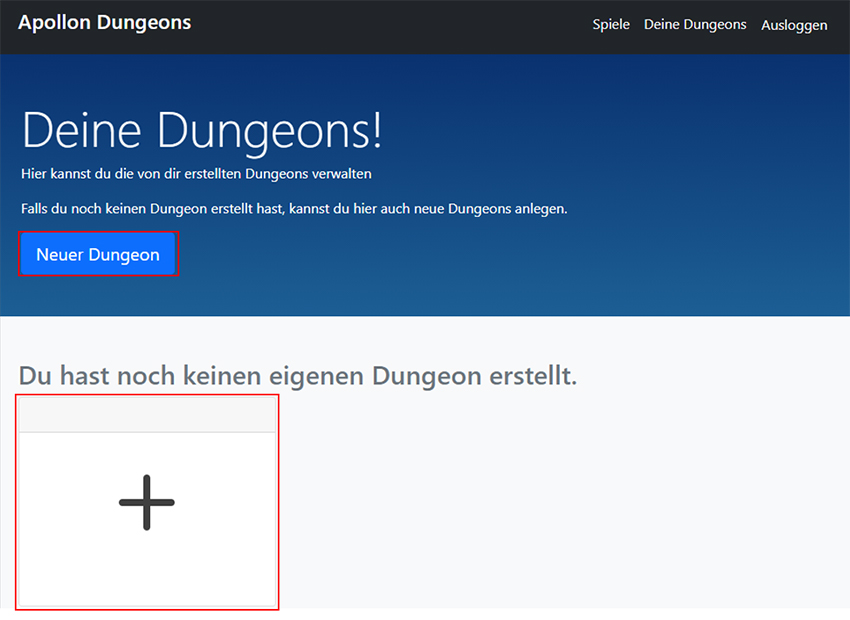 Apollon Dungeons
Spiele Deine Dungeons Ausloggen
Deine Dungeons!
Hier kannst du die von dir erstellten Dungeons verwalten
Falls du noch keinen Dungeon erstellt hast, kannst du hier auch neue Dungeons anlegen.
Neuer Dungeon
Du hast noch keinen eigenen Dungeon erstellt.